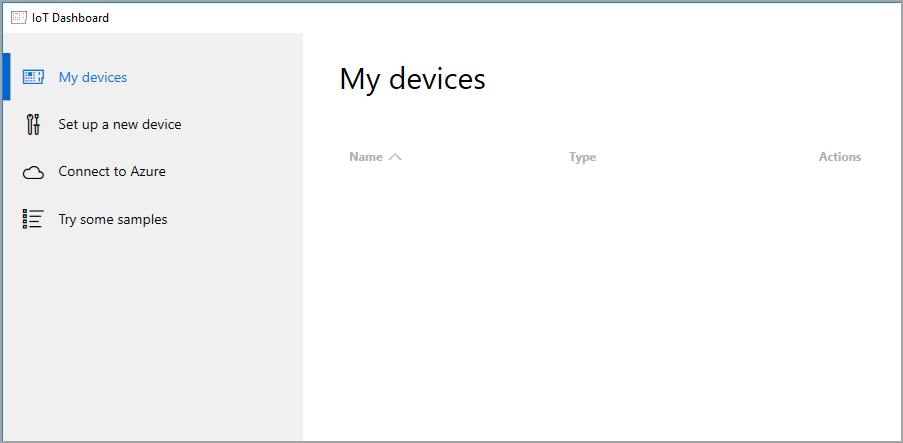 IoT Dashboard
My devices
Set up a new device
Connect to Azure
Try some samples
My devices
Name Type Actions